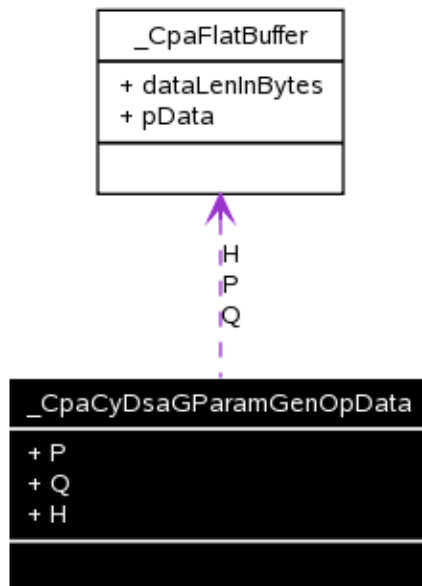 _CpaFlatBuffer
+ dataLenInBytes
+ pData
H
P
Q
_CpaCyDsaGParamGenOpData
+ P
+ Q
+ H